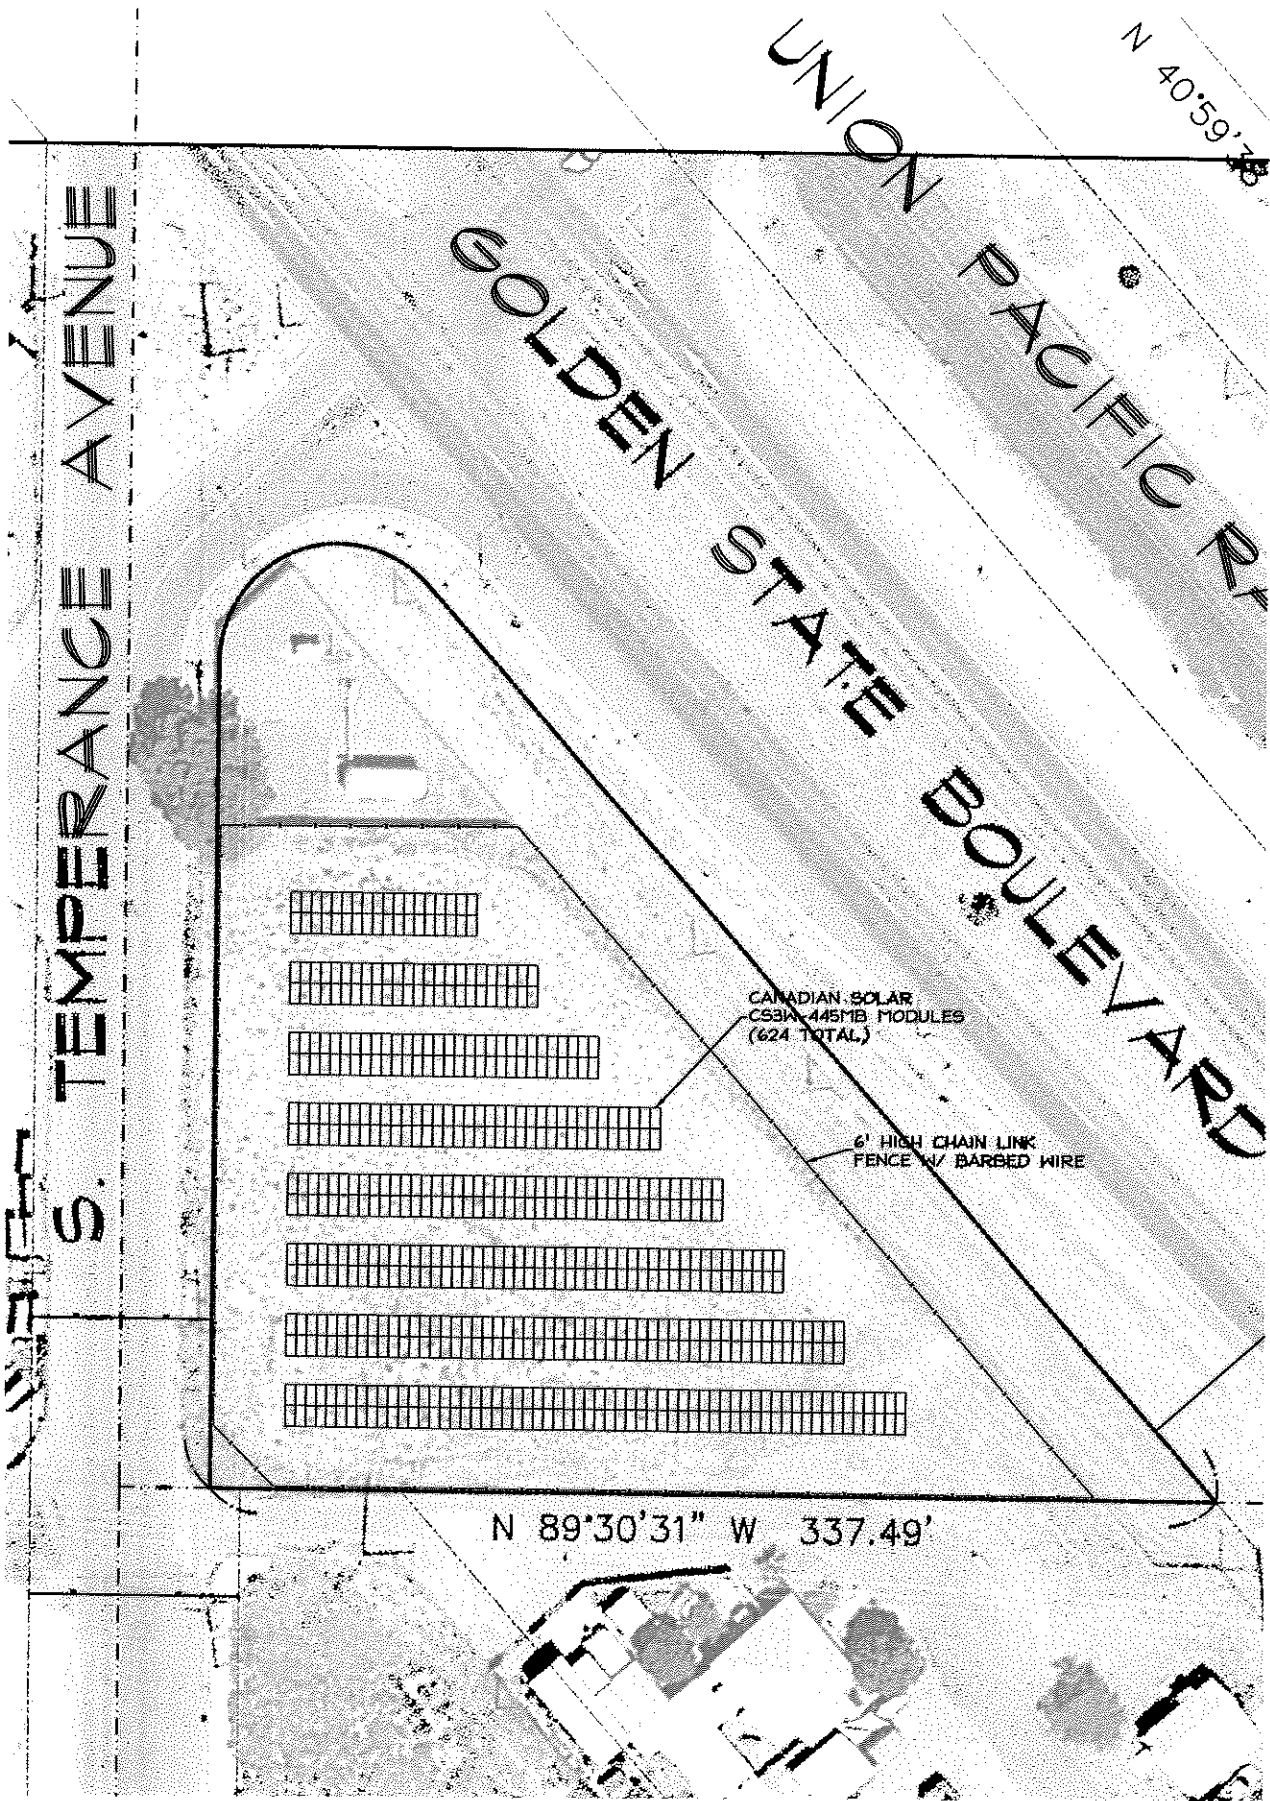 UNION PACIFIC
N 40°59'
S. TEMPERANCE AVENUE
GOLDEN STATE BOULEVARD
CANADIAN SOLAR
CS3W-445MB MODULES
(624 TOTAL)
6' HIGH CHAIN LINK
FENCE W/ BARBED WIRE
N 89°30'31" W 337.49'